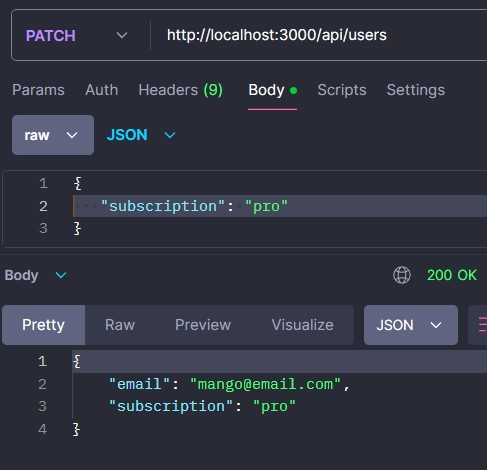 PATCH http://localhost:3000/api/users
Params Auth Headers (9) Body Scripts Settings
raw JSON
1 {
2 "subscription": "pro"
3 }
Body 200 OK
Pretty Raw Preview Visualize JSON
1 {
2 "email": "mango@email.com",
3 "subscription": "pro"
4 }